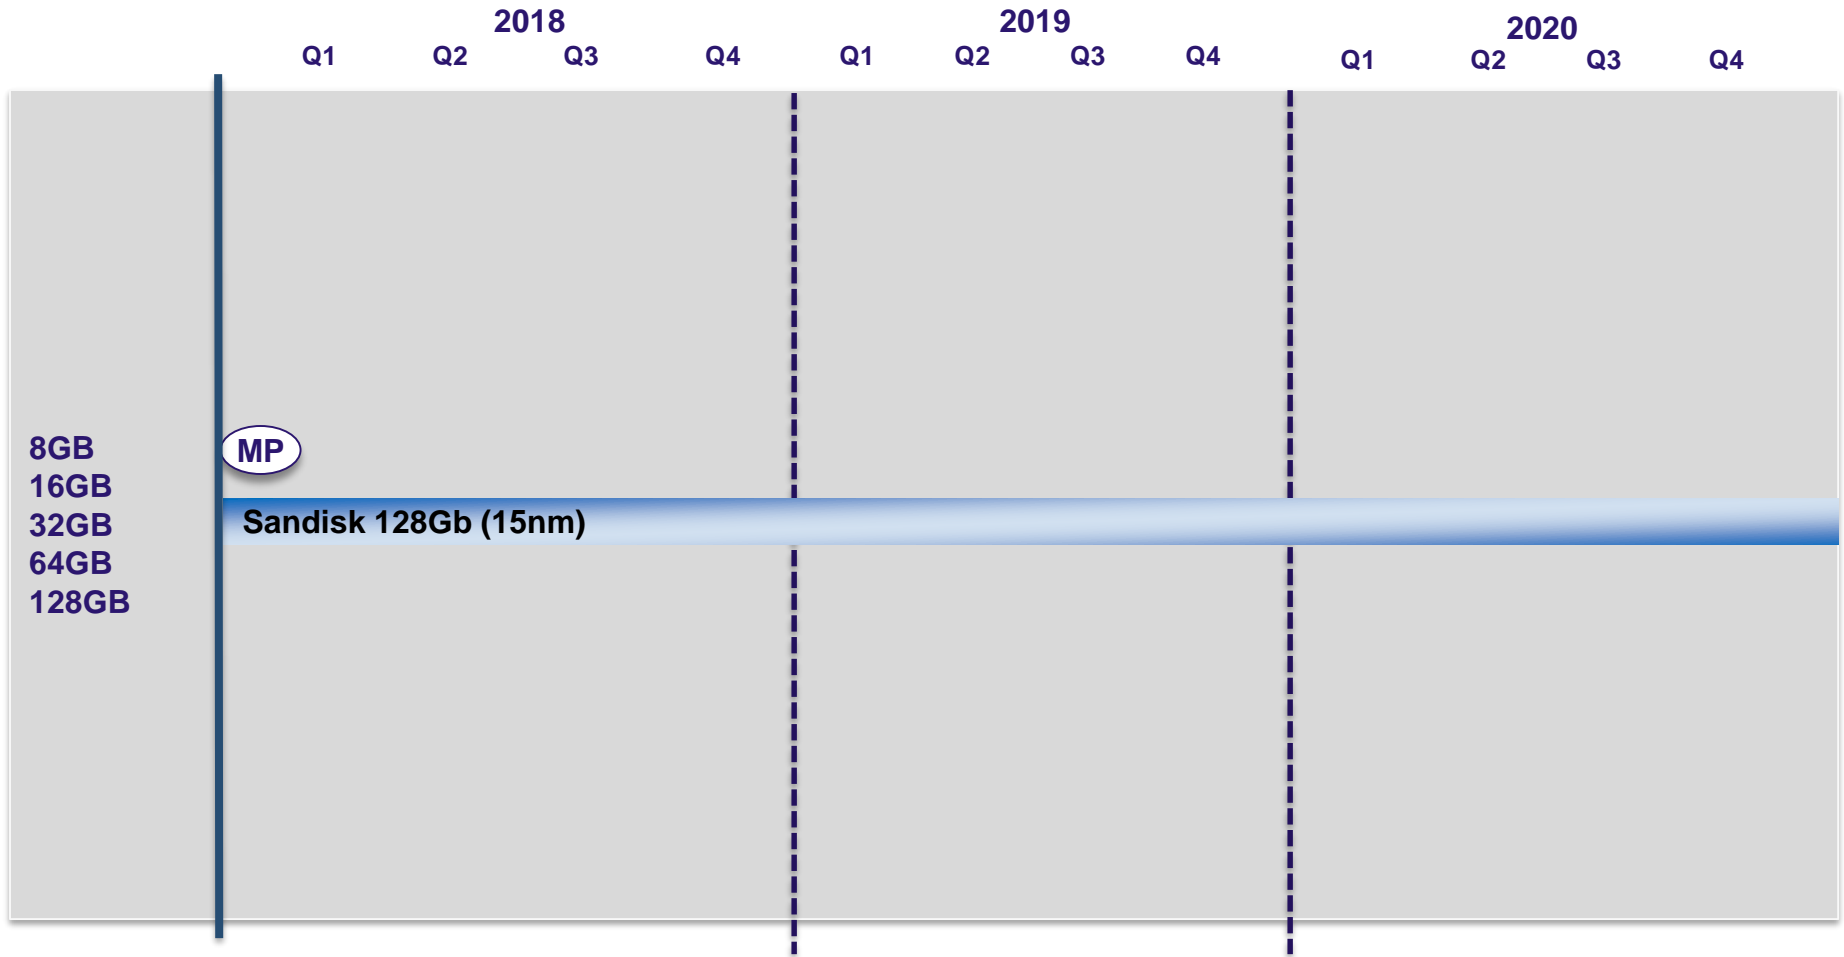 2018 2019 2020
Q1 Q2 Q3 Q4 Q1 Q2 Q3 Q4 Q1 Q2 Q3 Q4
8GB
MP
16GB
32GB
Sandisk 128Gb (15nm)
64GB
128GB